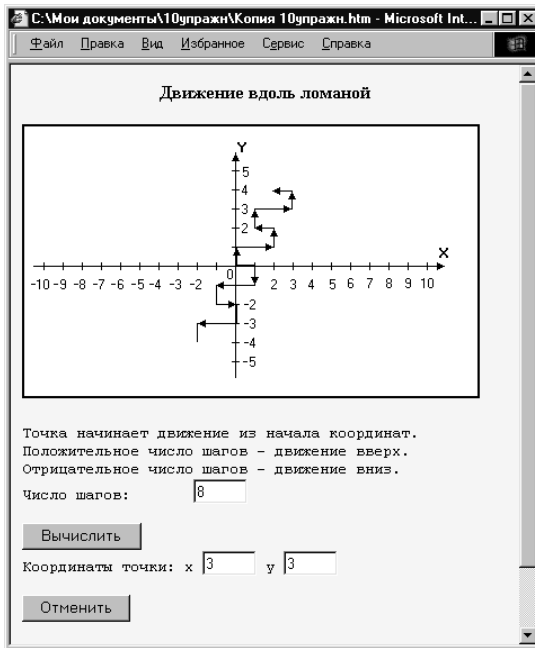 C:\Мои документы\10упражн\Копия 10упражн.htm - Microsoft Int...
Файл Правка Вид Избранное Сервис Справка
Движение вдоль ломаной
Y
5
4
3
2
X
0
-10 -9 -8 -7 -6 -5 -4 -3 -2 2 3 4 5 6 7 8 9 10
-2
-3
-4
-5
Точка начинает движение из начала координат.
Положительное число шагов - движение вверх.
Отрицательное число шагов - движение вниз.
Число шагов: 8
Вычислить
Координаты точки: x 3 y 3
Отменить